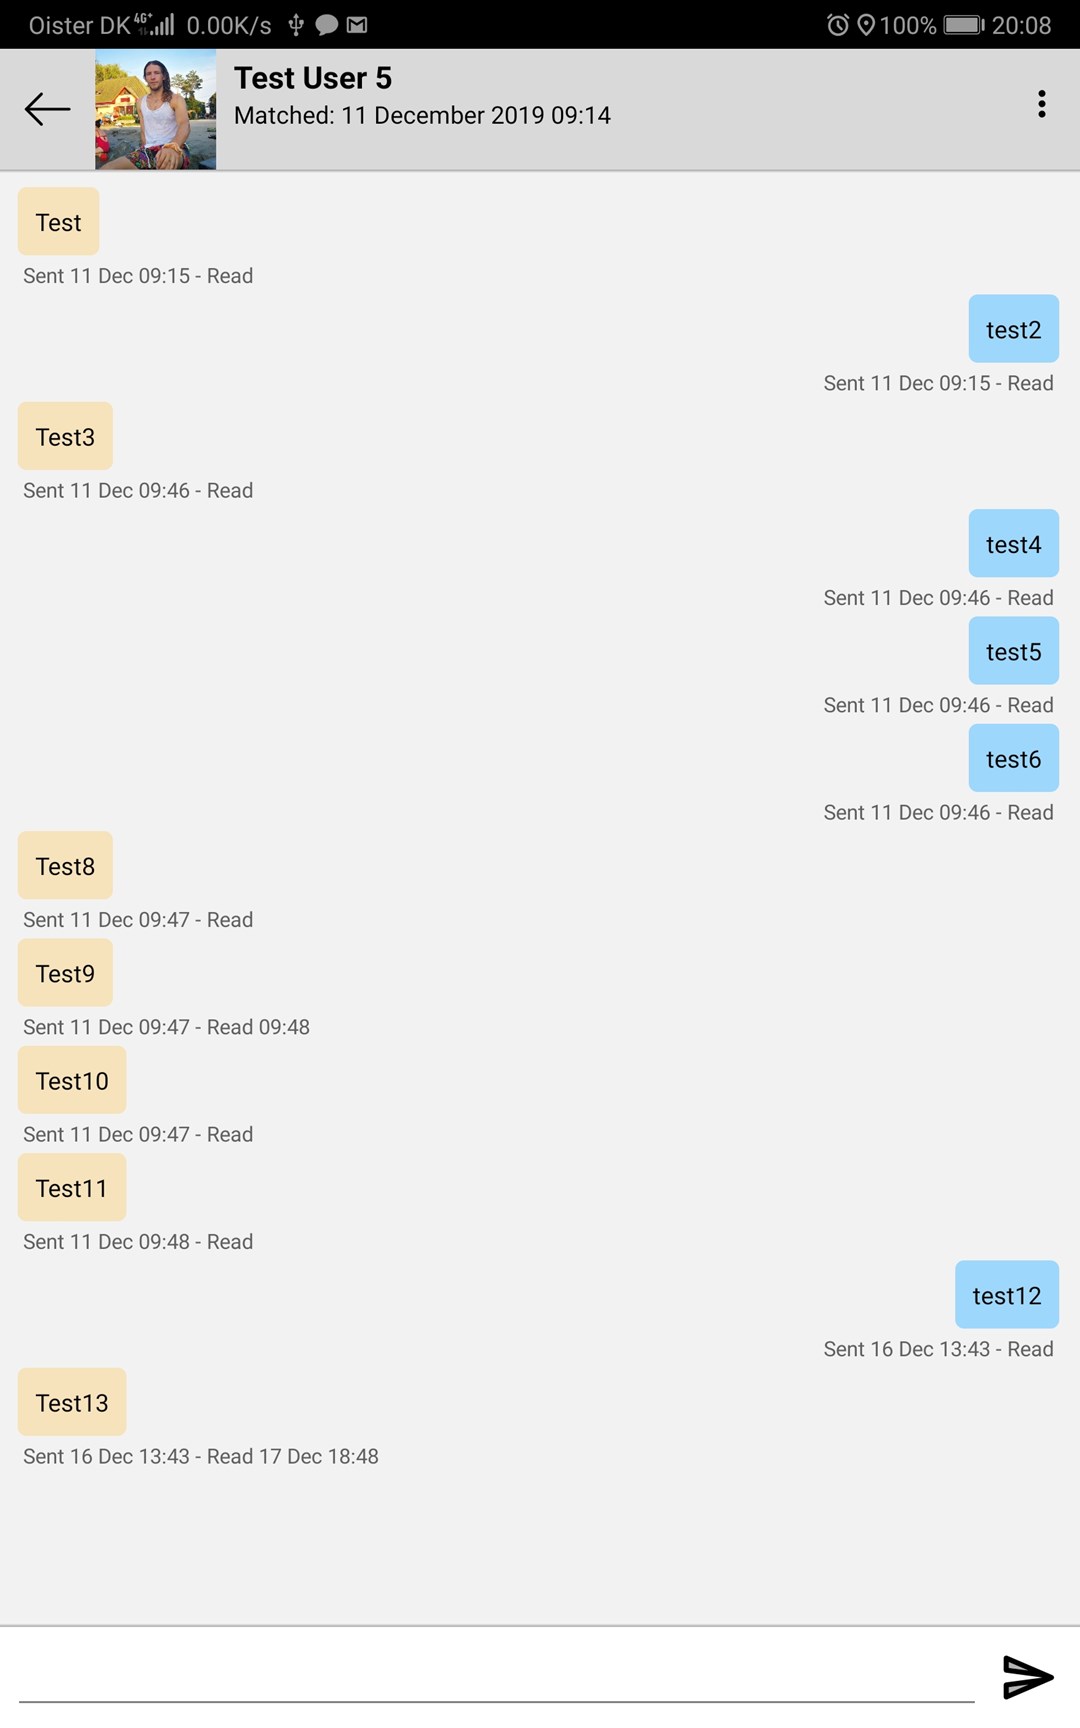 Oister DK 4G+ 0.00K/s 100% 20:08
Test User 5
Matched: 11 December 2019 09:14
Test
Sent 11 Dec 09:15 - Read
test2
Sent 11 Dec 09:15 - Read
Test3
Sent 11 Dec 09:46 - Read
test4
Sent 11 Dec 09:46 - Read
test5
Sent 11 Dec 09:46 - Read
test6
Sent 11 Dec 09:46 - Read
Test8
Sent 11 Dec 09:47 - Read
Test9
Sent 11 Dec 09:47 - Read 09:48
Test10
Sent 11 Dec 09:47 - Read
Test11
Sent 11 Dec 09:48 - Read
test12
Sent 16 Dec 13:43 - Read
Test13
Sent 16 Dec 13:43 - Read 17 Dec 18:48